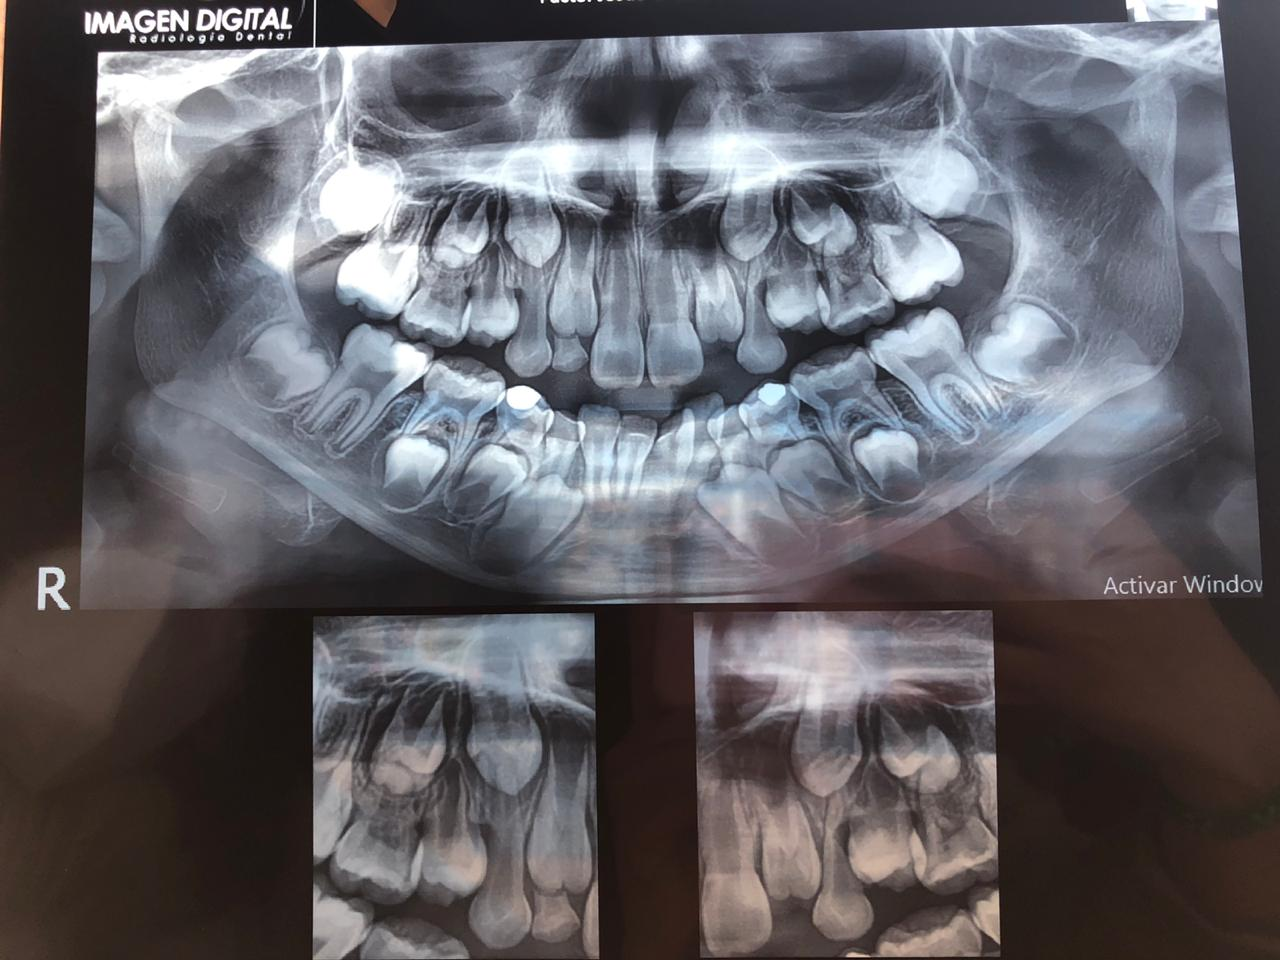 IMAGEN DIGITAL
Radiología Dental
R
Activar Window